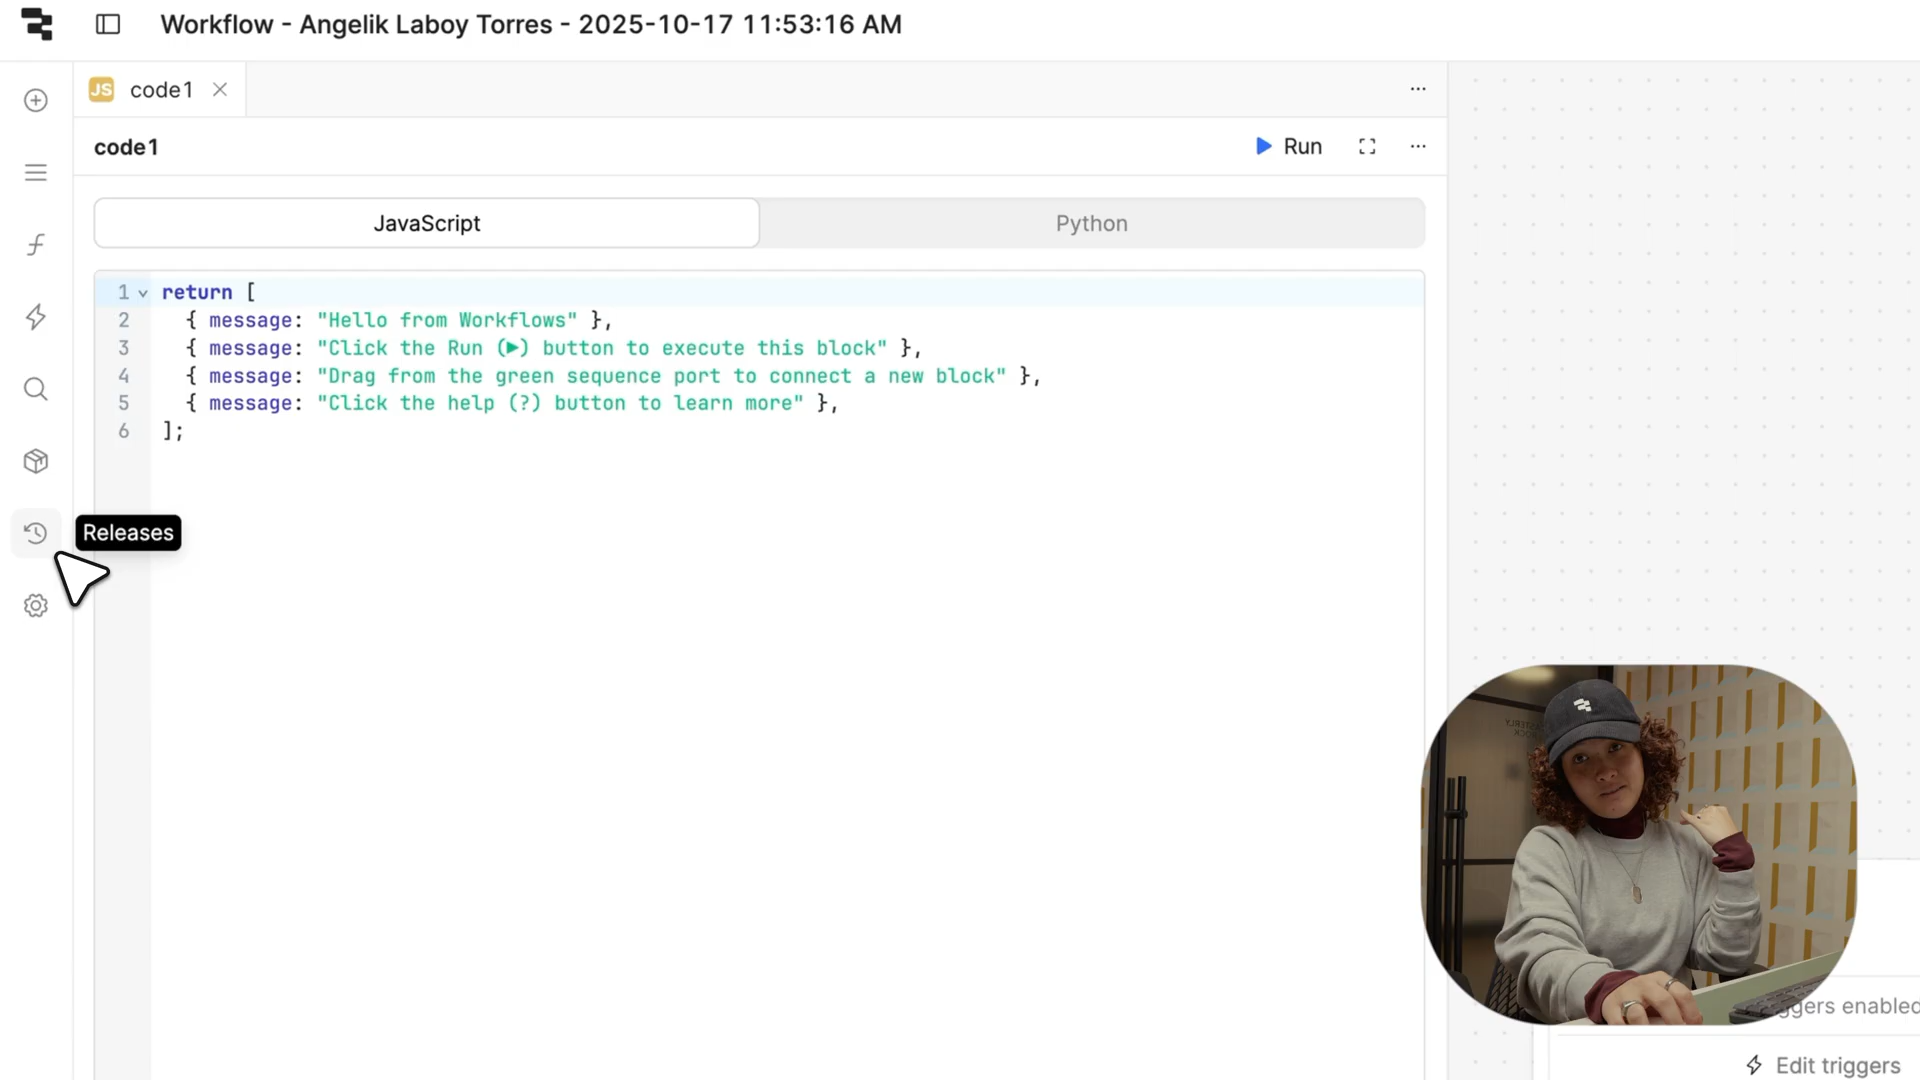 Workflow - Angelik Laboy Torres - 2025-10-17 11:53:16 AM
JS code1
code1
Run
JavaScript
Python
1 return [
2 { message: "Hello from Workflows" },
3 { message: "Click the Run (▶) button to execute this block" },
4 { message: "Drag from the green sequence port to connect a new block" },
5 { message: "Click the help (?) button to learn more" },
6 ];
Releases
ggers enabled
Edit triggers